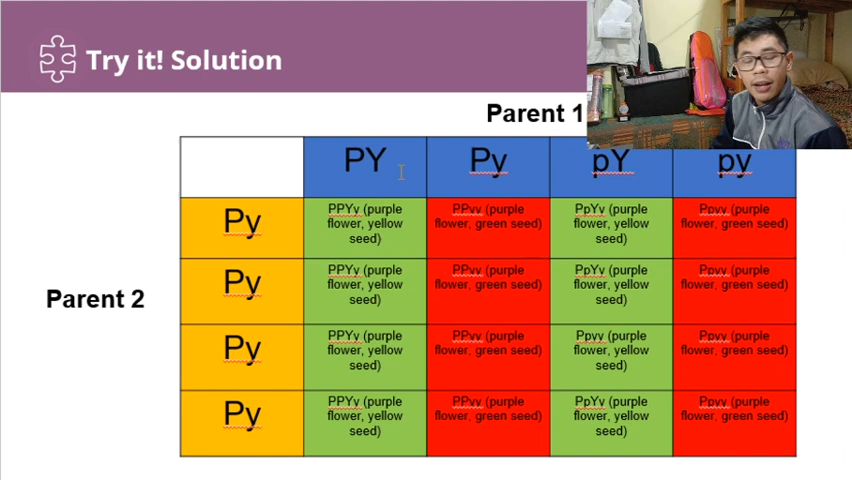 Try it! Solution
Parent 1
PY
Py
pY
py
Py
PPYy (purple
flower, yellow
seed)
PPyy (purple
flower, green seed)
PpYy (purple
flower, yellow
seed)
Ppyy (purple
flower, green seed)
Parent 2
Py
PPYy (purple
flower, yellow
seed)
PPyy (purple
flower, green seed)
PpYy (purple
flower, yellow
seed)
Ppyy (purple
flower, green seed)
Py
PPYy (purple
flower, yellow
seed)
PPyy (purple
flower, green seed)
Ppyy (purple
flower, yellow
seed)
Ppyy (purple
flower, green seed)
Py
PPYy (purple
flower, yellow
seed)
PPyy (purple
flower, green seed)
PpYy (purple
flower, yellow
seed)
Ppyy (purple
flower, green seed)